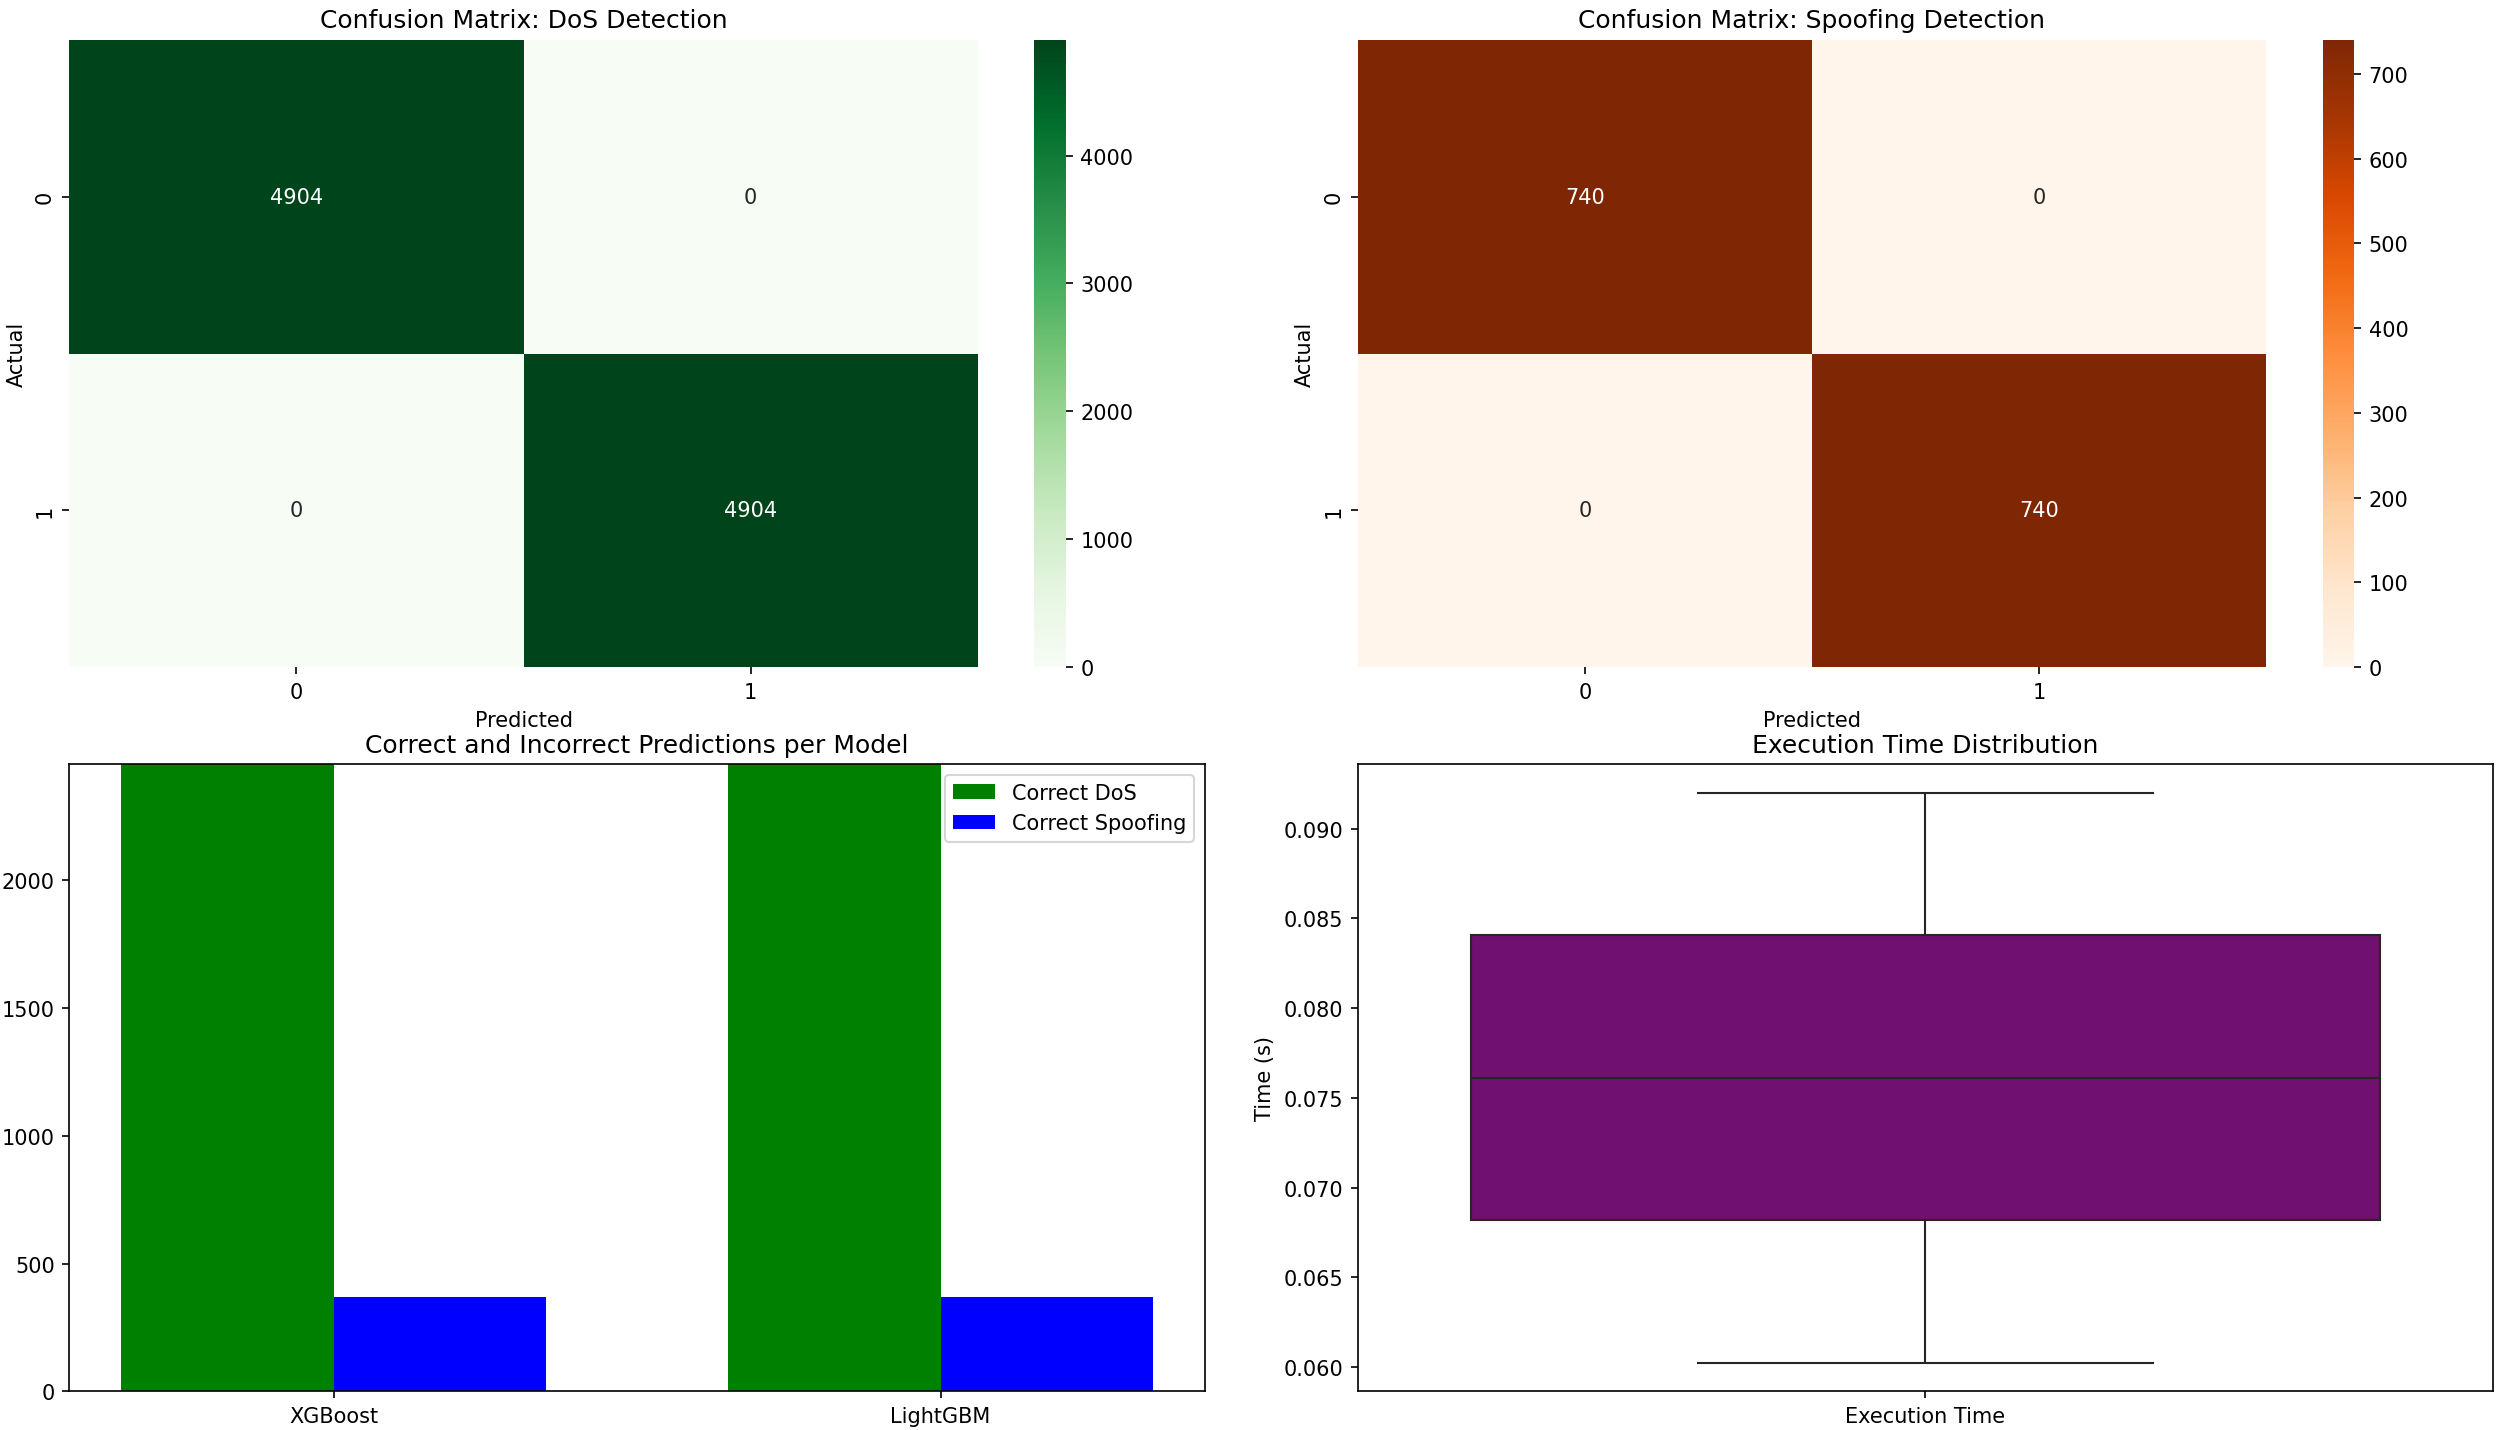 Confusion Matrix: DoS Detection
Actual
0
1
4904
0
0
4904
0
1
Predicted
4000
3000
2000
1000
0
Confusion Matrix: Spoofing Detection
Actual
0
1
740
0
0
740
0
1
Predicted
700
600
500
400
300
200
100
0
Correct and Incorrect Predictions per Model
2000
1500
1000
500
0
XGBoost
LightGBM
Correct DoS
Correct Spoofing
Execution Time Distribution
Time (s)
0.090
0.085
0.080
0.075
0.070
0.065
0.060
Execution Time